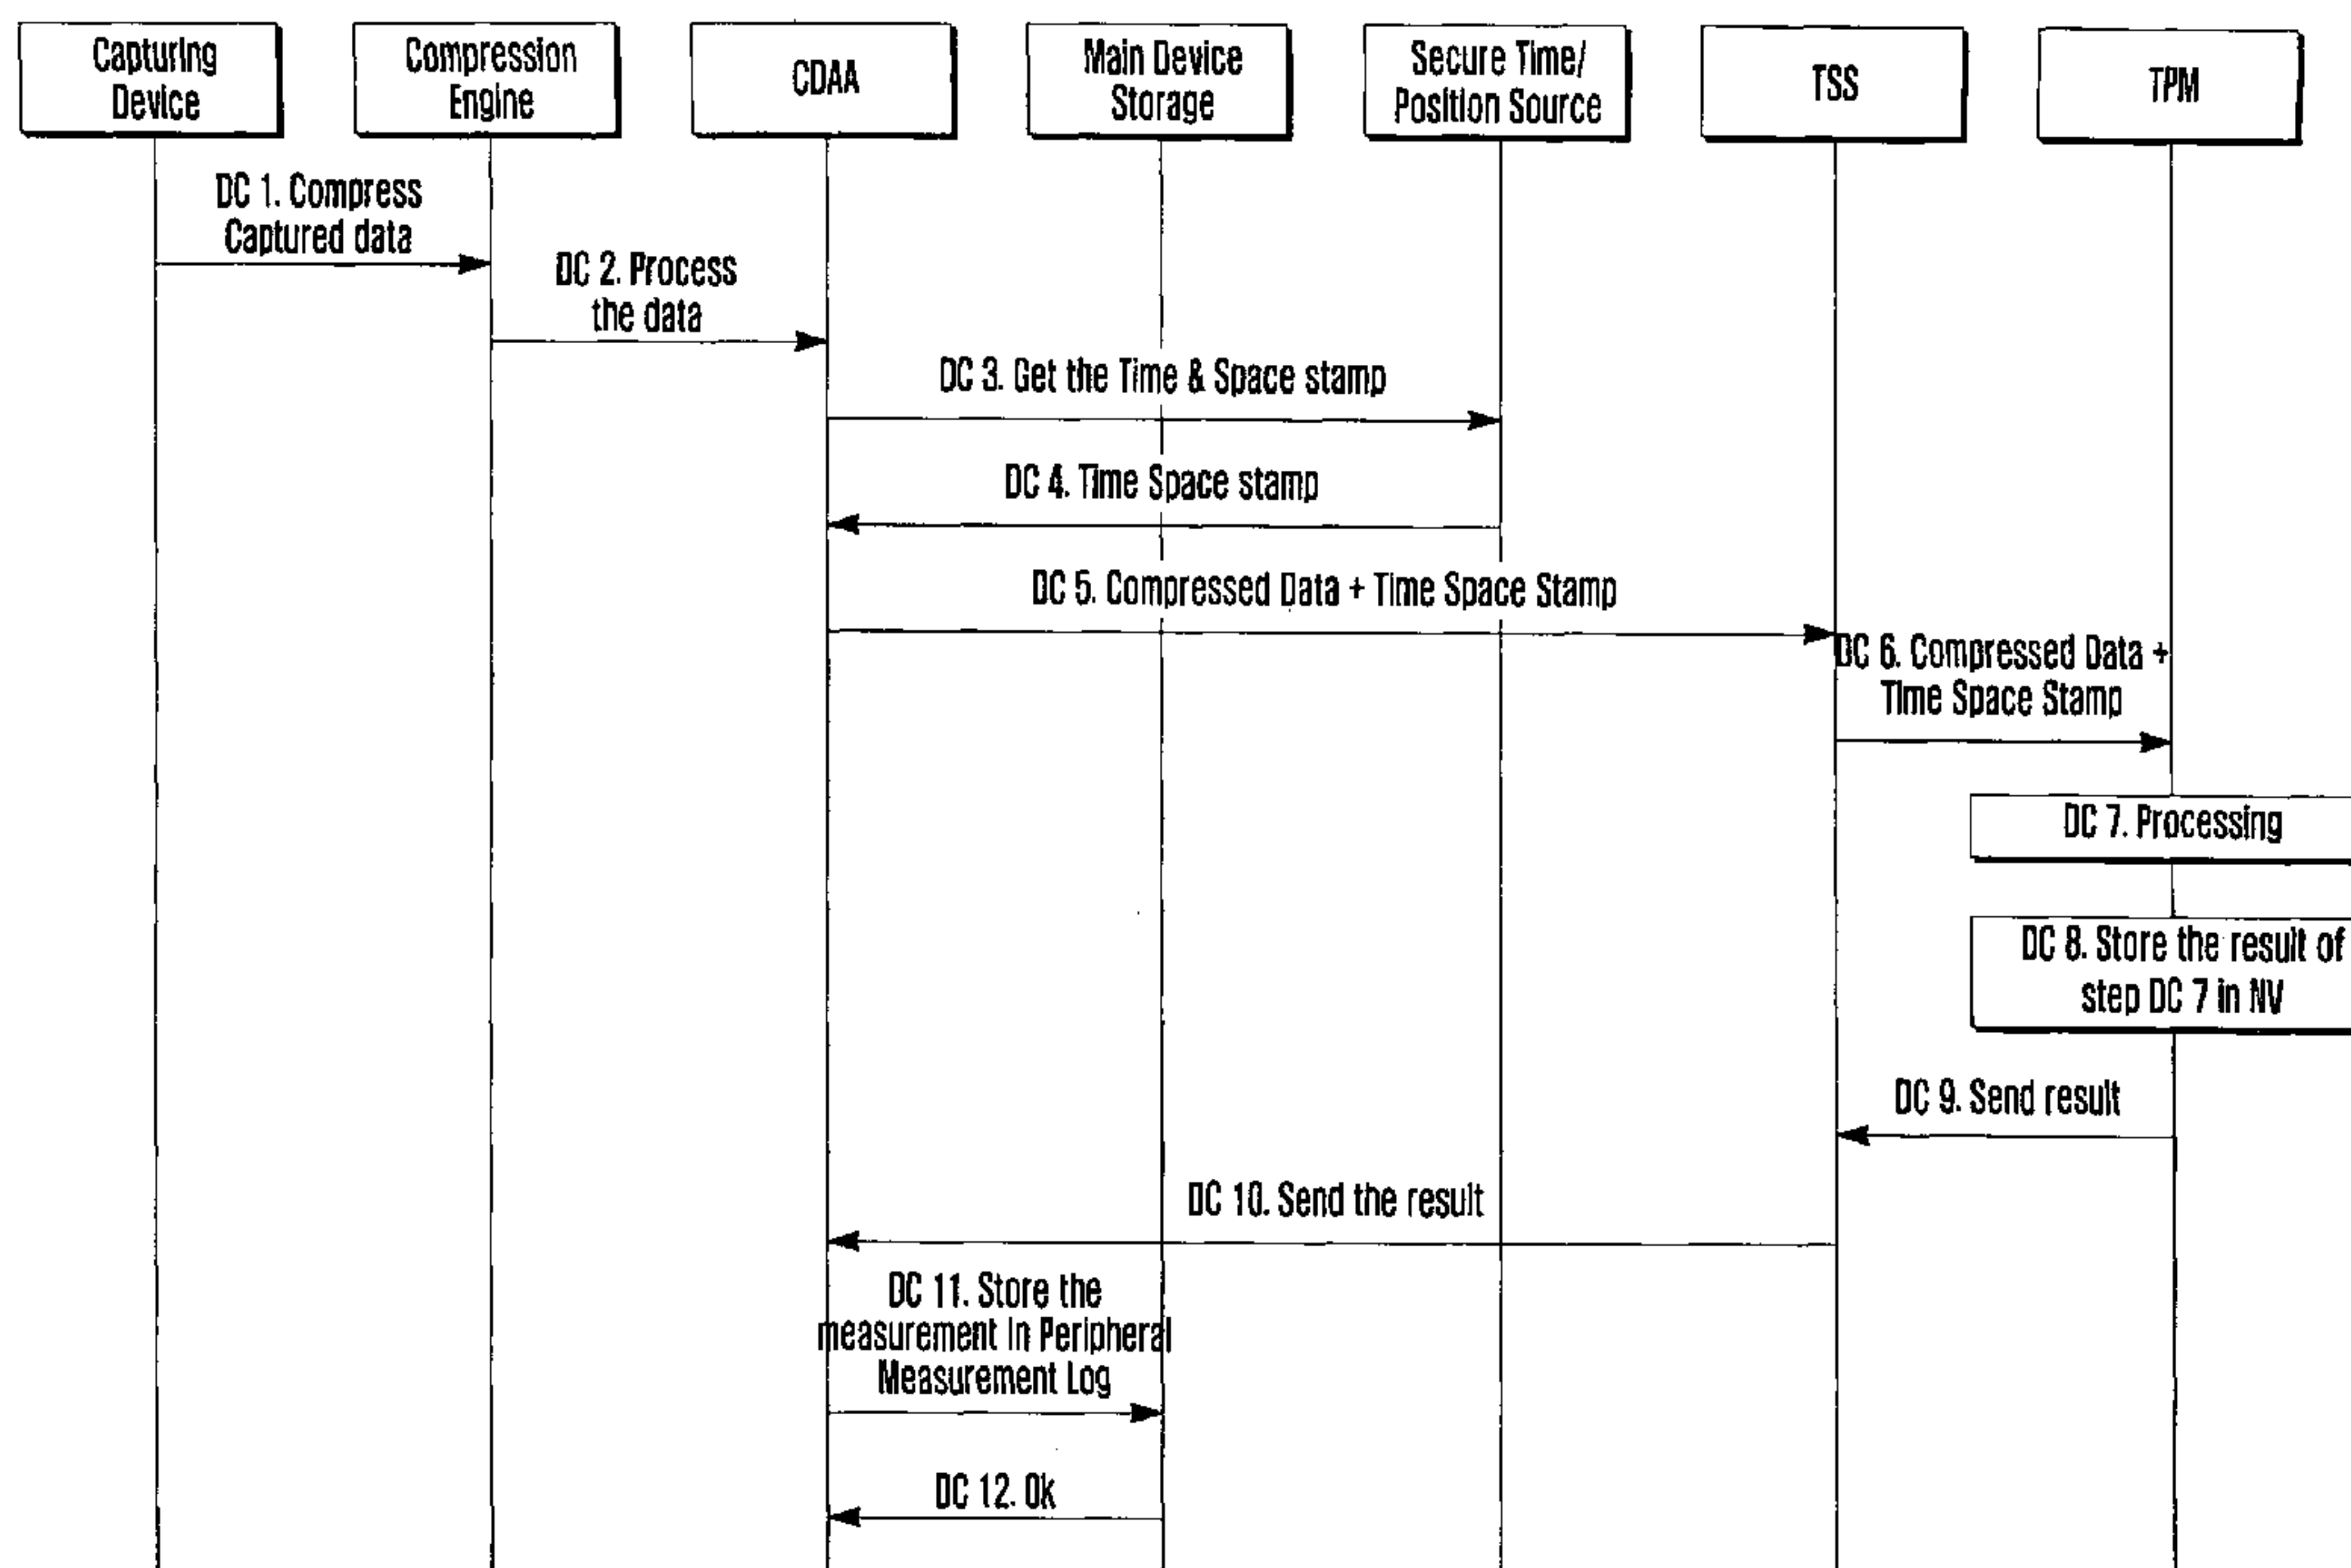 Capturing
Device
Compression
Engine
CDAA
Main Device
Storage
Secure Time/
Position Source
TSS
TPM
DC 1. Compress
Captured data
DC 2. Process
the data
DC 3. Get the Time & Space stamp
DC 4. Time Space stamp
DC 5. Compressed Data + Time Space Stamp
DC 6. Compressed Data +
Time Space Stamp
DC 7. Processing
DC 8. Store the result of
step DC 7 in NV
DC 9. Send result
DC 10. Send the result
DC 11. Store the
measurement in Peripheral
Measurement Log
DC 12. Ok